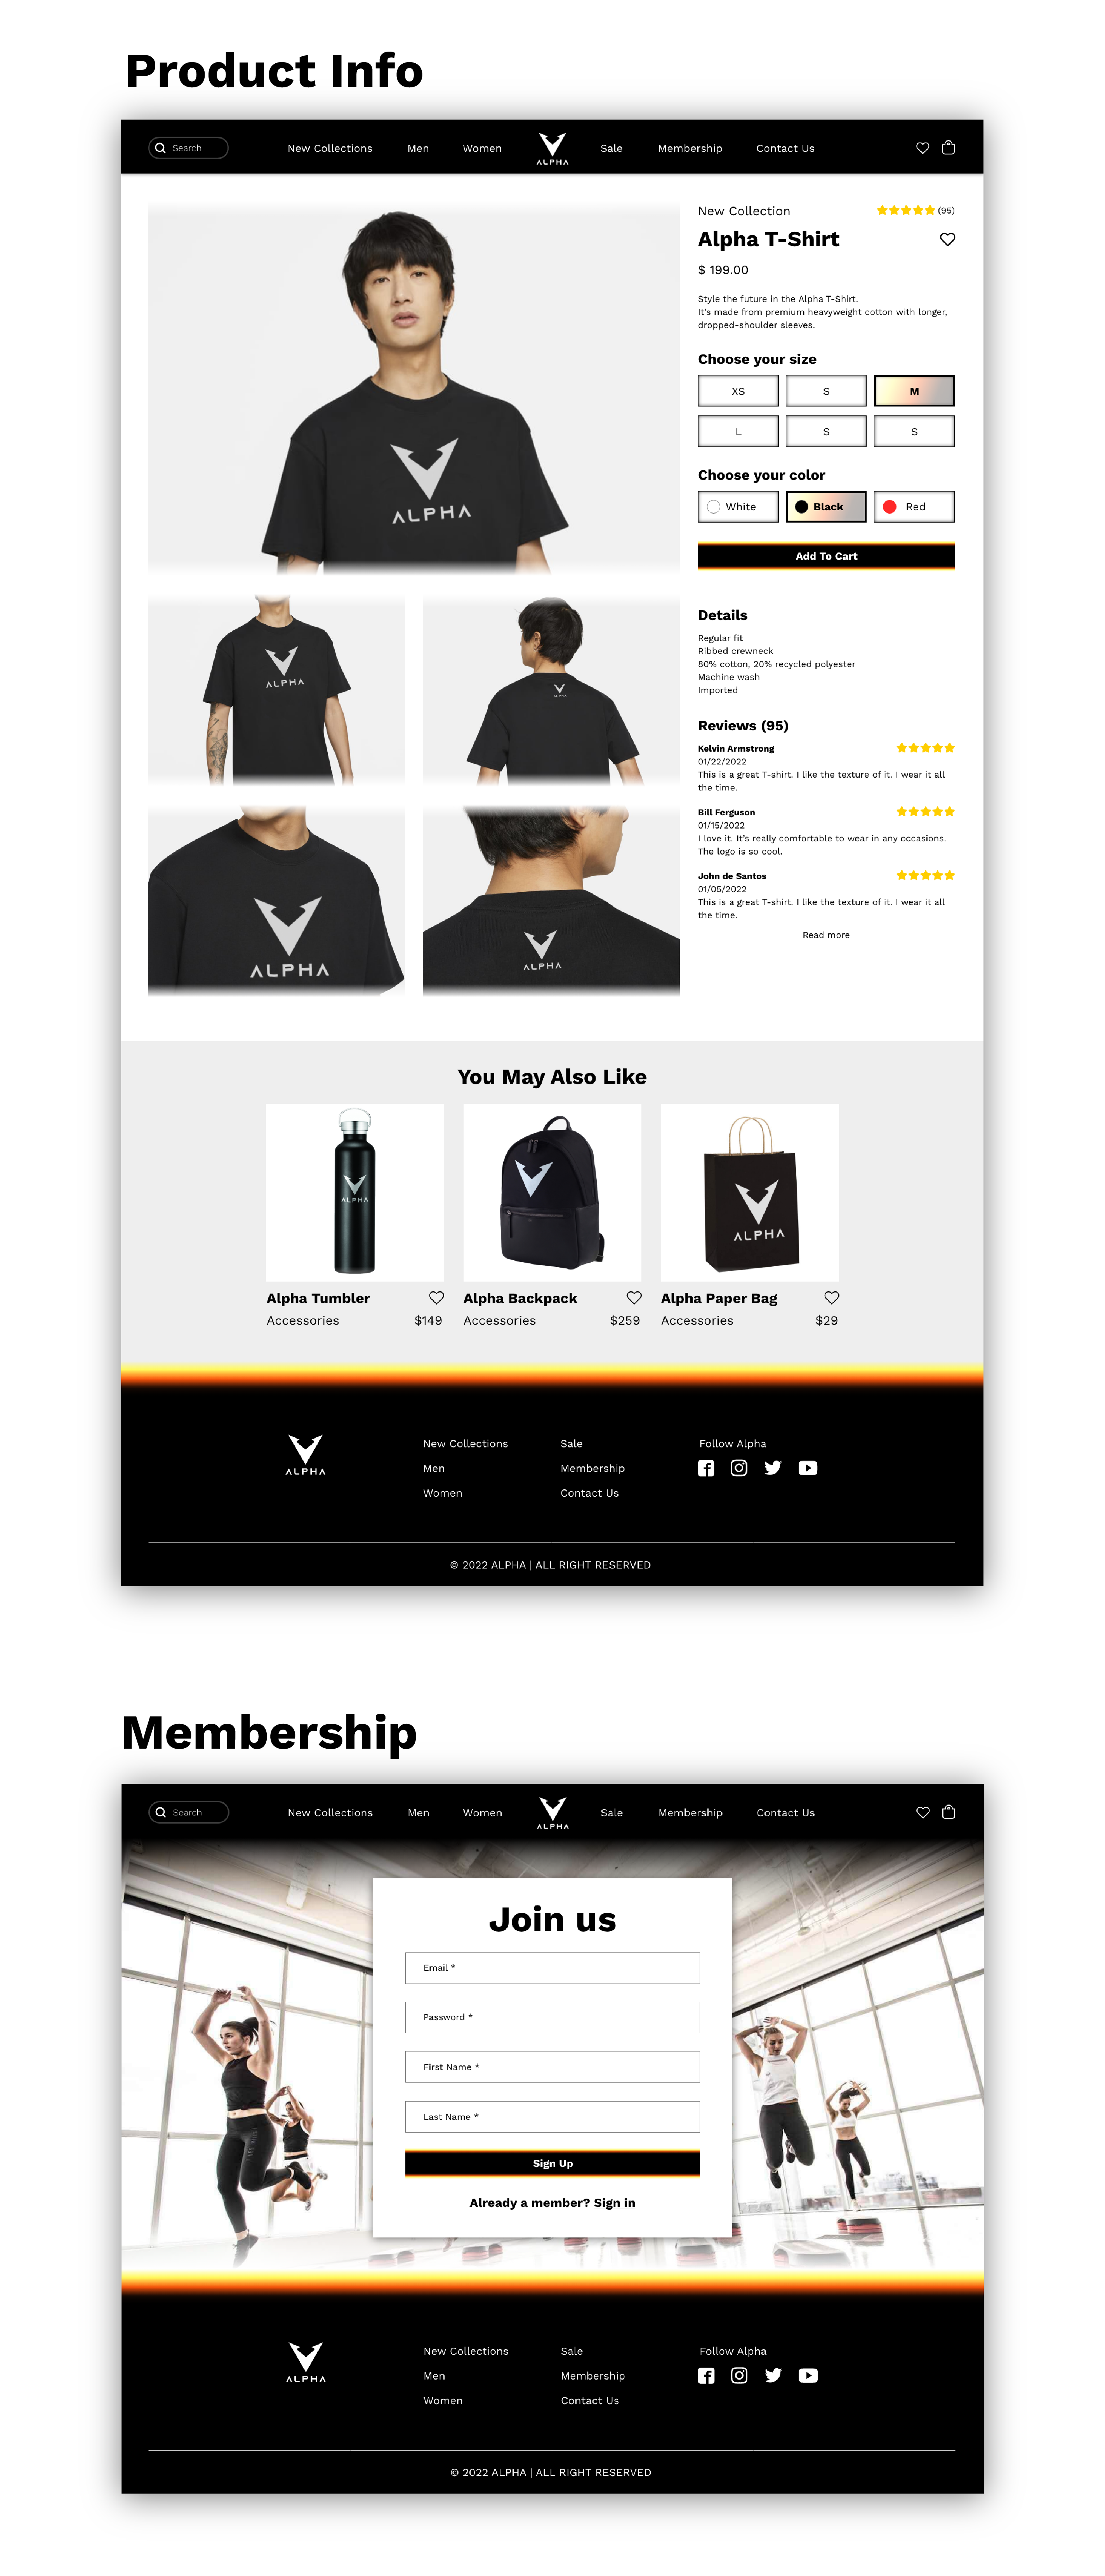 Product Info
Search
New Collections
Men
Women
ALPHA
Sale
Membership
Contact Us
ALPHA
New Collection
(95)
Alpha T-Shirt
$ 199.00
Style the future in the Alpha T-Shirt.
It's made from premium heavyweight cotton with longer,
dropped-shoulder sleeves.
Choose your size
XS
S
M
L
S
S
Choose your color
White
Black
Red
Add To Cart
ALPHA
ALPHA
ALPHA
ALPHA
Details
Regular fit
Ribbed crewneck
80% cotton, 20% recycled polyester
Machine wash
Imported
Reviews (95)
Kelvin Armstrong
01/22/2022
This is a great T-shirt. I like the texture of it. I wear it all
the time.
Bill Ferguson
01/15/2022
I love it. It's really comfortable to wear in any occasions.
The logo is so cool.
John de Santos
01/05/2022
This is a great T-shirt. I like the texture of it. I wear it all
the time.
Read more
You May Also Like
ALPHA
ALPHA
Alpha Tumbler
Accessories
$149
Alpha Backpack
Accessories
$259
Alpha Paper Bag
Accessories
$29
ALPHA
New Collections
Men
Women
Sale
Membership
Contact Us
Follow Alpha
© 2022 ALPHA | ALL RIGHT RESERVED
Membership
Search
New Collections
Men
Women
ALPHA
Sale
Membership
Contact Us
Join us
Email *
Password *
First Name *
Last Name *
Sign Up
Already a member? Sign in
ALPHA
New Collections
Men
Women
Sale
Membership
Contact Us
Follow Alpha
© 2022 ALPHA | ALL RIGHT RESERVED